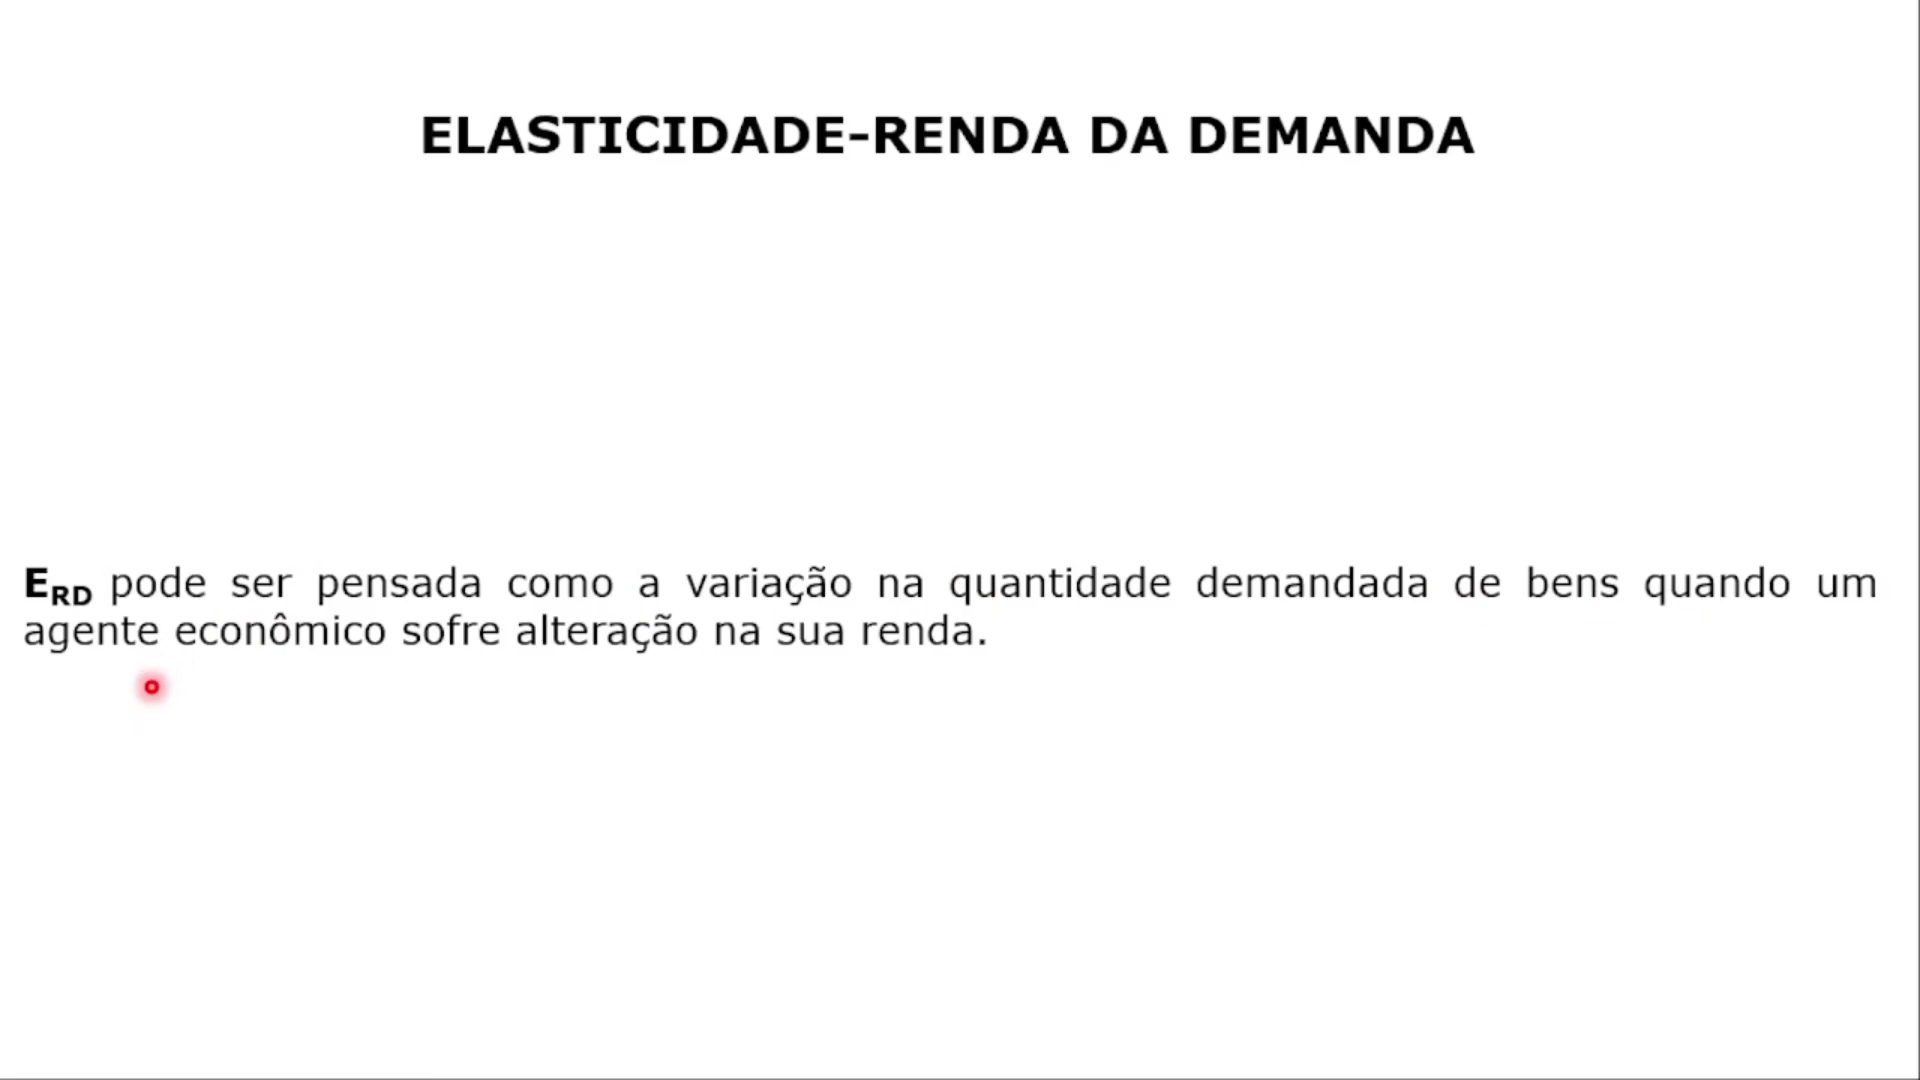 ELASTICIDADE-RENDA DA DEMANDA
ERD pode ser pensada como a variação na quantidade demandada de bens quando um
agente econômico sofre alteração na sua renda.